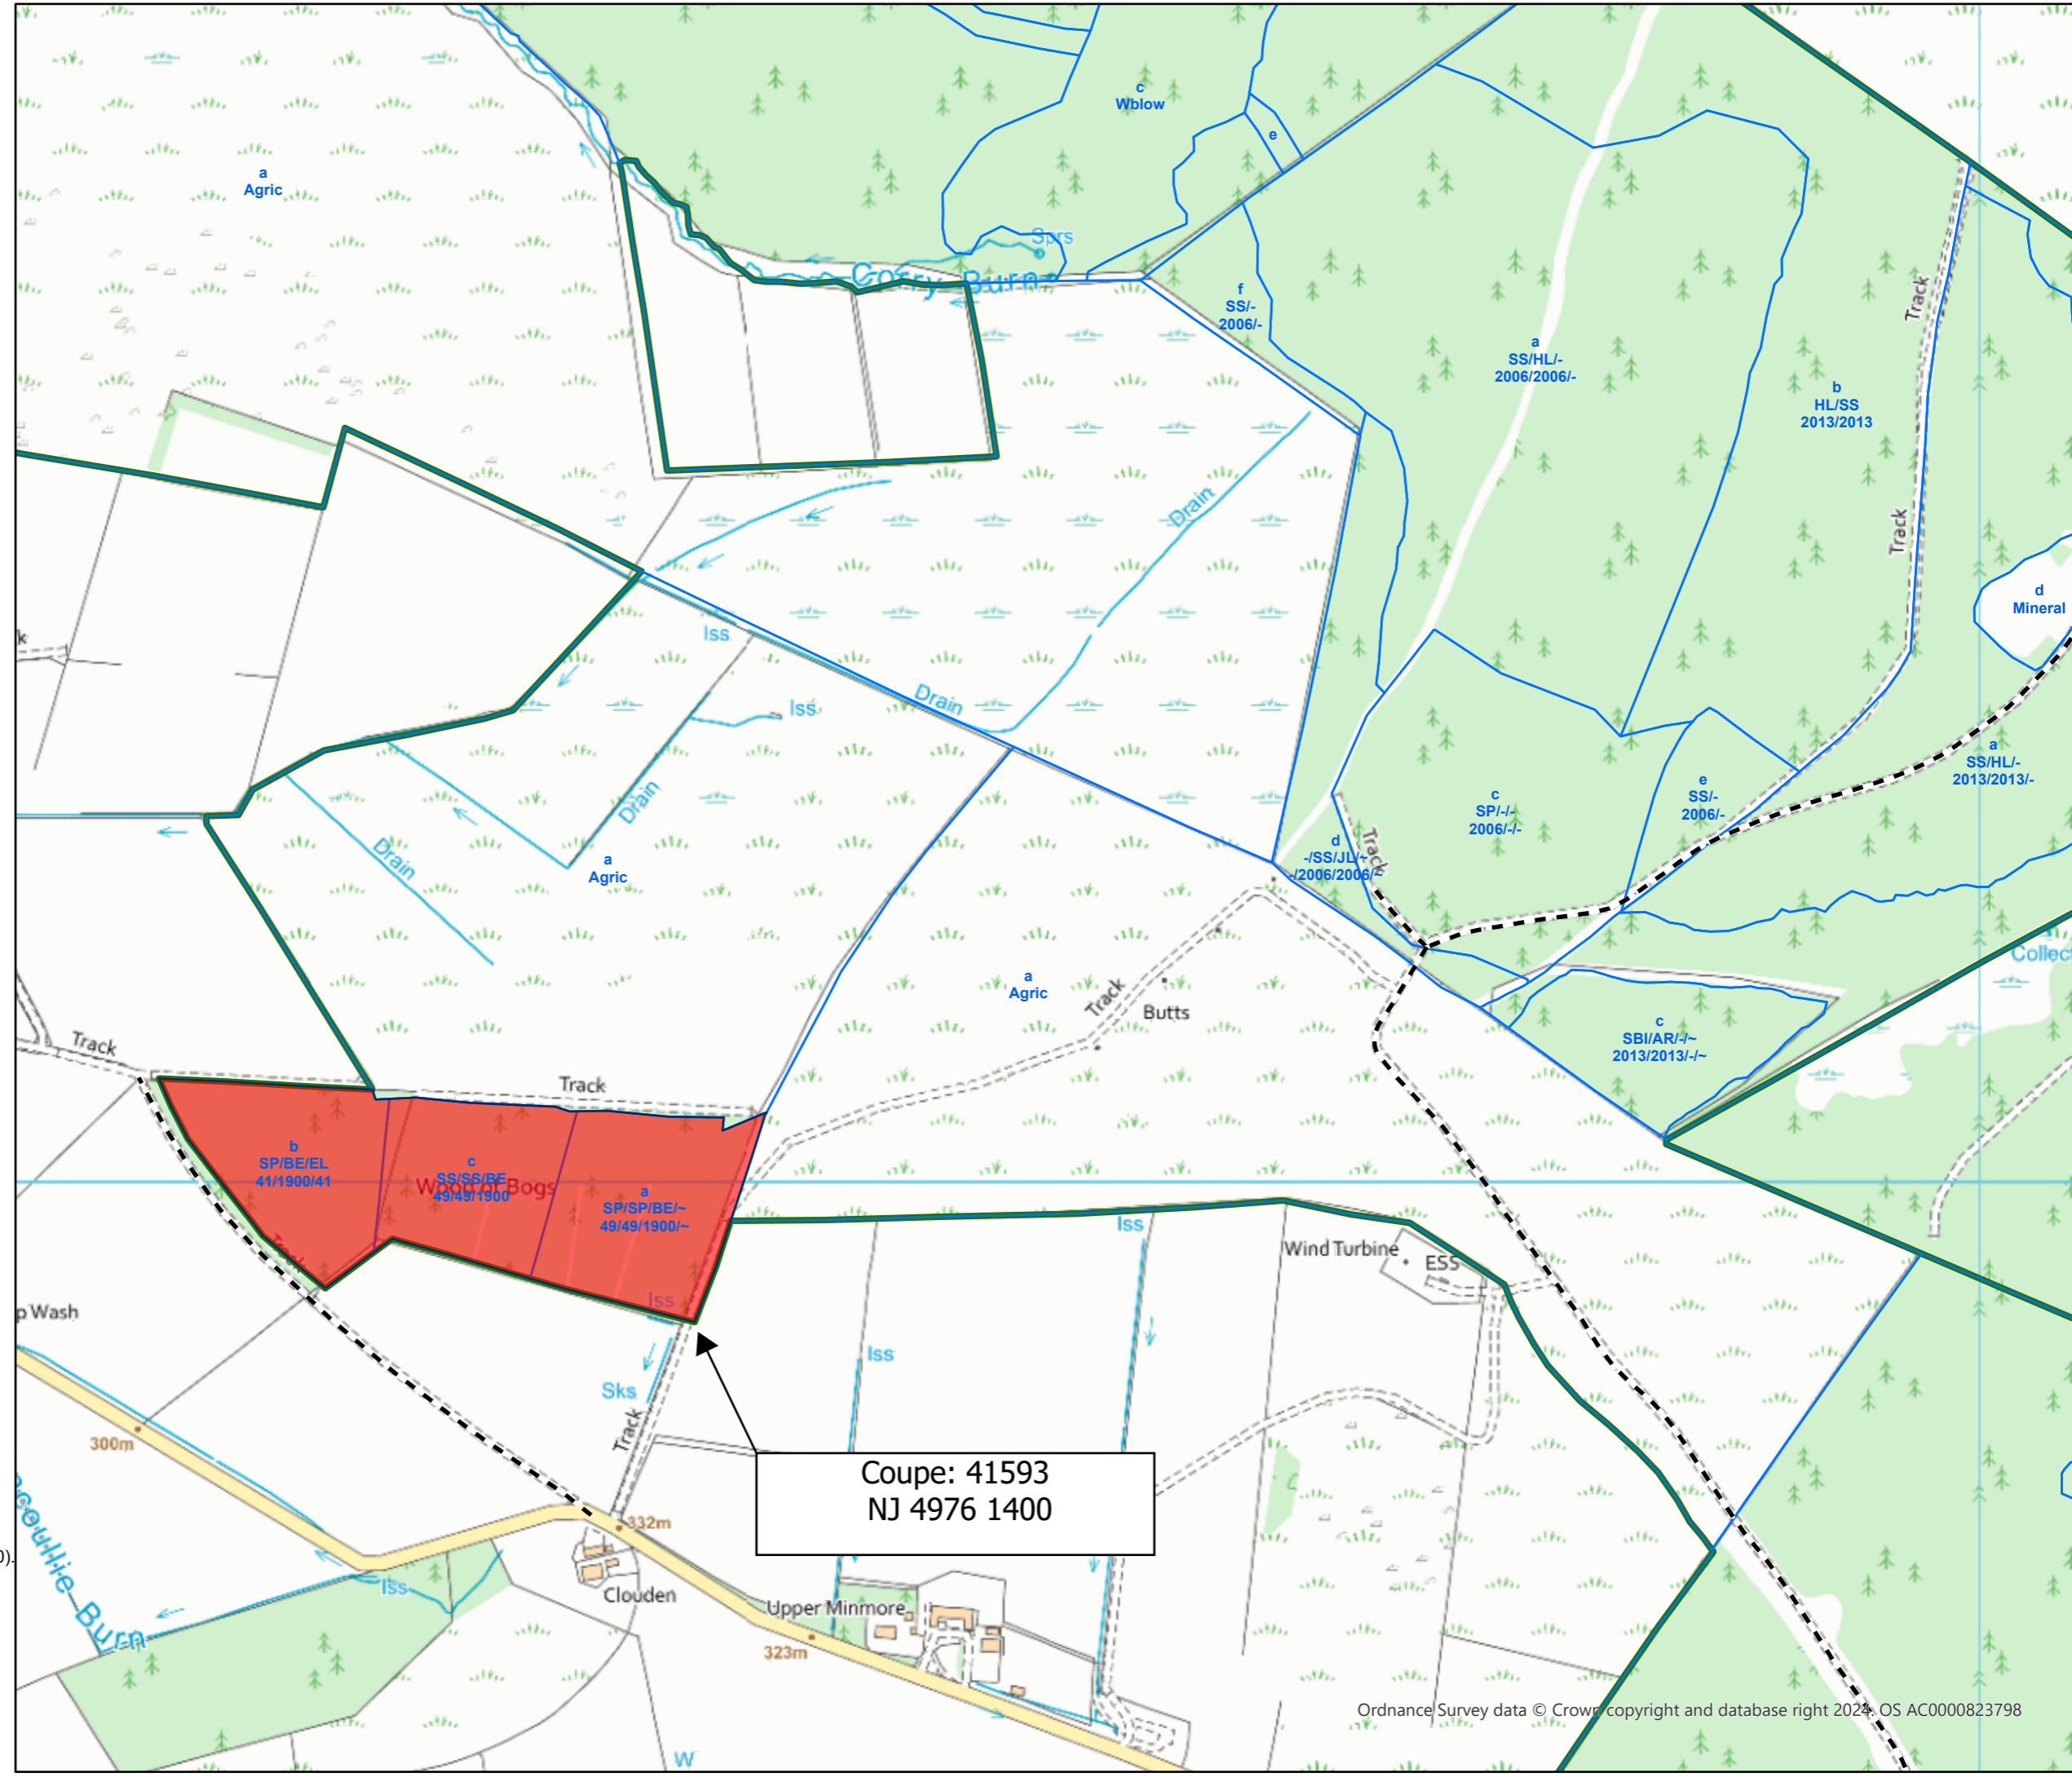 c
Wblow
e
a
Agric
Sprs
Corry Burn
f
SS/-
2006/-
Track
a
SS/HL/-
2006/2006/-
b
HL/SS
2013/2013
Drain
Track
d
Mineral
k
Iss
Drain
Iss
a
SS/HL/-
2013/2013/-
Drain
c
SP/-/-
2006/-/-
e
SS/-
2006/-
Drain
a
Agric
d
-/SS/JL/~
-/2006/2006/~
Track
Collect
a
Agric
Track
Butts
c
SBI/AR/-/~
2013/2013/-/~
Track
Track
b
SP/BE/EL
41/1900/41
c
SS/SS/BE
49/49/1900
Wood of Bogs
a
SP/SP/BE/~
49/49/1900/~
Iss
Track
Wind Turbine
ESS
p Wash
Iss
Iss
Sks
Track
300m
Coupe: 41593
NJ 4976 1400
332m
0).
Iss
Clouden
Upper Minmore
Burn
323m
Ordnance Survey data © Crown copyright and database right 2024. OS AC0000823798
W